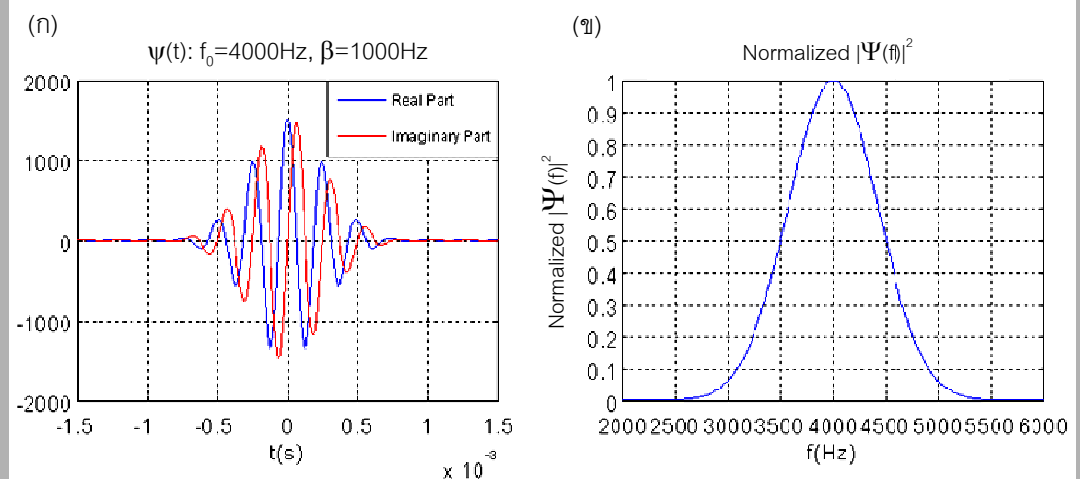 (ก)
ψ(t): f₀=4000Hz, β=1000Hz
2000
1000
0
-1000
-2000
Real Part
Imaginary Part
-1.5 -1 -0.5 0 0.5 1 1.5
t(s)
x 10⁻³
(ข)
Normalized |Ψ(f)|²
Normalized |Ψ(f)|²
1
0.9
0.8
0.7
0.6
0.5
0.4
0.3
0.2
0.1
0
2000 2500 3000 3500 4000 4500 5000 5500 6000
f(Hz)